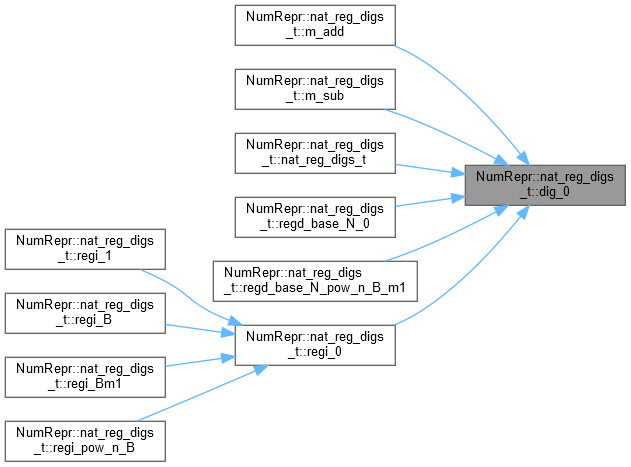 NumRepr::nat_reg_digs
_t::m_add
NumRepr::nat_reg_digs
_t::m_sub
NumRepr::nat_reg_digs
_t::nat_reg_digs_t
NumRepr::nat_reg_digs
_t::dig_0
NumRepr::nat_reg_digs
_t::regd_base_N_0
NumRepr::nat_reg_digs
_t::regi_1
NumRepr::nat_reg_digs
_t::regd_base_N_pow_n_B_m1
NumRepr::nat_reg_digs
_t::regi_B
NumRepr::nat_reg_digs
_t::regi_0
NumRepr::nat_reg_digs
_t::regi_Bm1
NumRepr::nat_reg_digs
_t::regi_pow_n_B